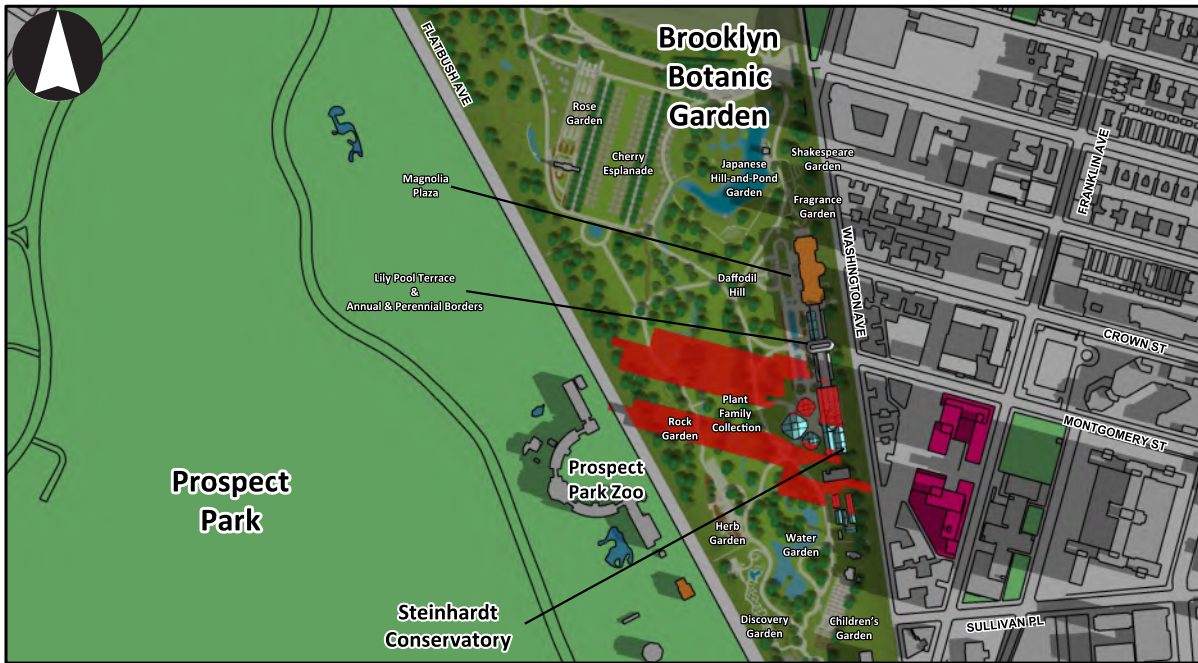 FLATBUSH AVE
Brooklyn
Botanic
Garden
Rose
Garden
Cherry
Esplanade
Japanese
Hill-and-Pond
Garden
Shakespeare
Garden
Fragrance
Garden
FRANKLIN AVE
Magnolia
Plaza
WASHINGTON AVE
Lily Pool Terrace
&
Annual & Perennial Borders
Daffodil
Hill
CROWN ST
Plant
Family
Collection
Rock
Garden
MONTGOMERY ST
Prospect
Park
Prospect
Park Zoo
Herb
Garden
Water
Garden
Steinhardt
Conservatory
Discovery
Garden
Children's
Garden
SULLIVAN PL